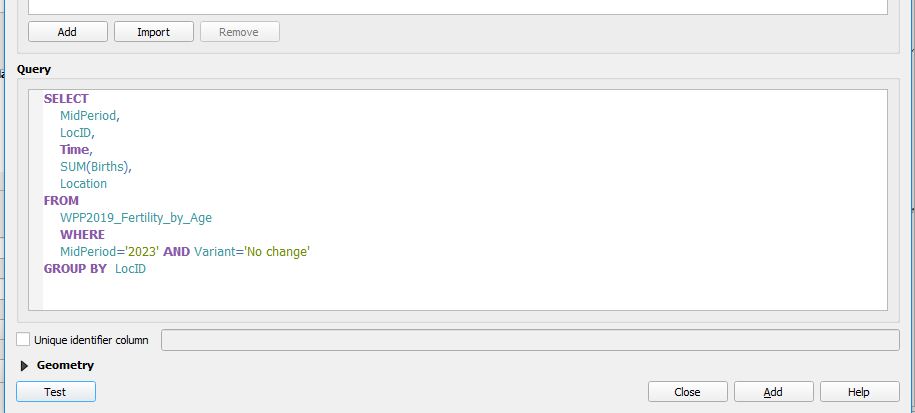 Add Import Remove
Query
SELECT
MidPeriod,
LocID,
Time,
SUM(Births),
Location
FROM
WPP2019_Fertility_by_Age
WHERE
MidPeriod='2023' AND Variant='No change'
GROUP BY LocID
Unique identifier column
Geometry
Test Close Add Help